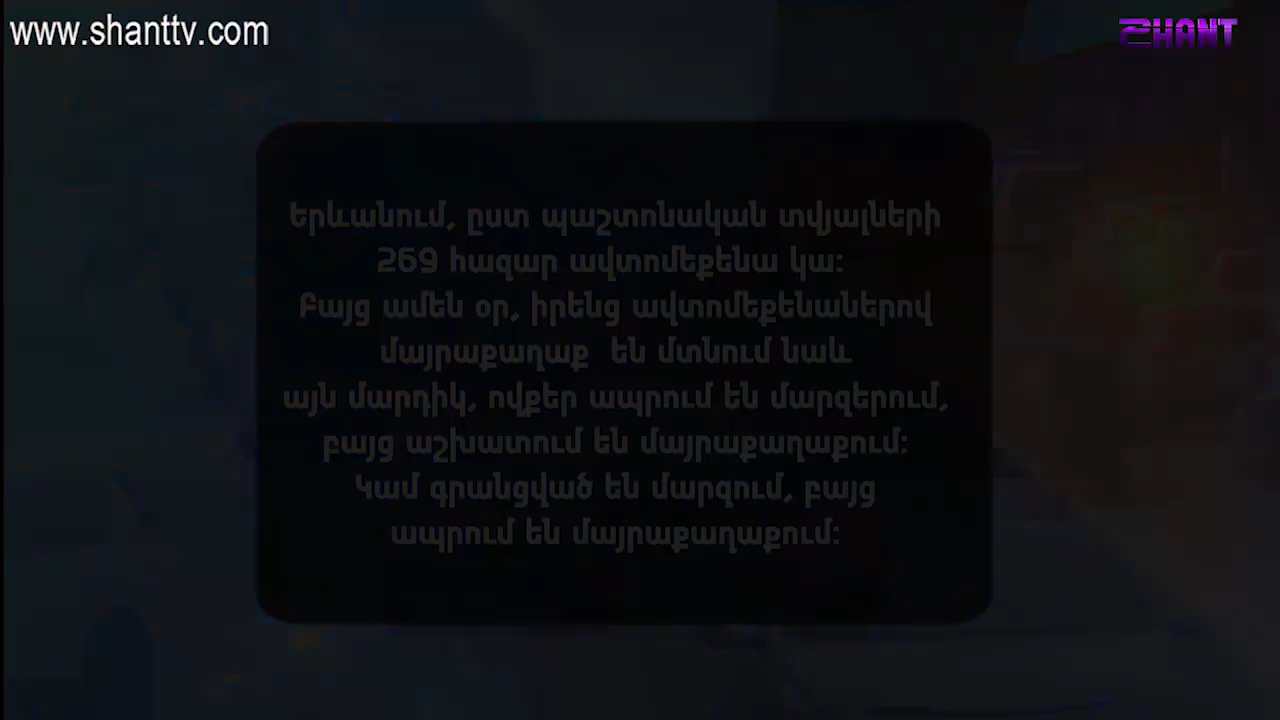 www.shanttv.com
SHANT
Երևանում, ըստ պաշտոնական տվյալների
269 հազար ավտոմեքենա կա:
Բայց ամեն օր, իրենց ավտոմեքենաներով
մայրաքաղաք են մտնում նաև
այն մարդիկ, ովքեր ապրում են մարզերում,
բայց աշխատում են մայրաքաղաքում:
Կամ գրանցված են մարզում, բայց
ապրում են մայրաքաղաքում: